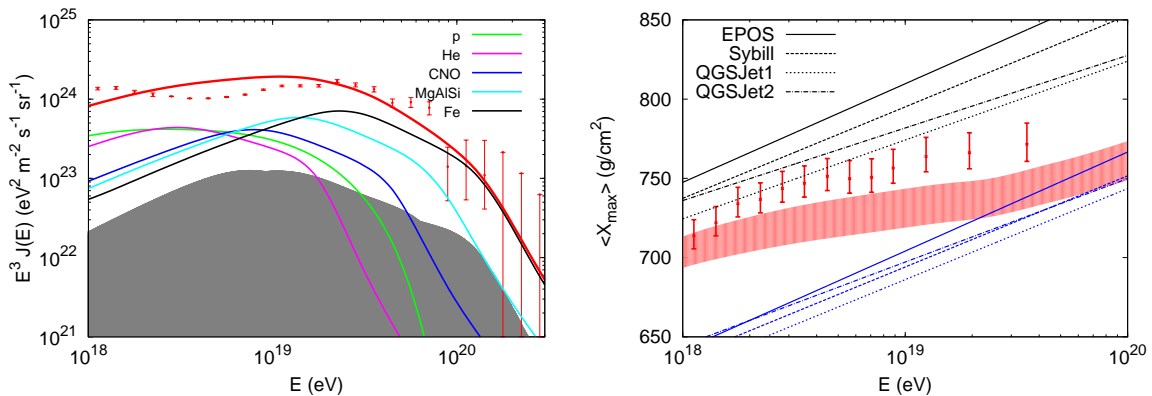 10^25
10^24
10^23
10^22
10^21
10^18
10^19
10^20
E^3 J(E) (eV^2 m^-2 s^-1 sr^-1)
E (eV)
p
He
CNO
MgAlSi
Fe
850
800
750
700
650
10^18
10^19
10^20
<X_max> (g/cm^2)
E (eV)
EPOS
Sybill
QGSJet1
QGSJet2